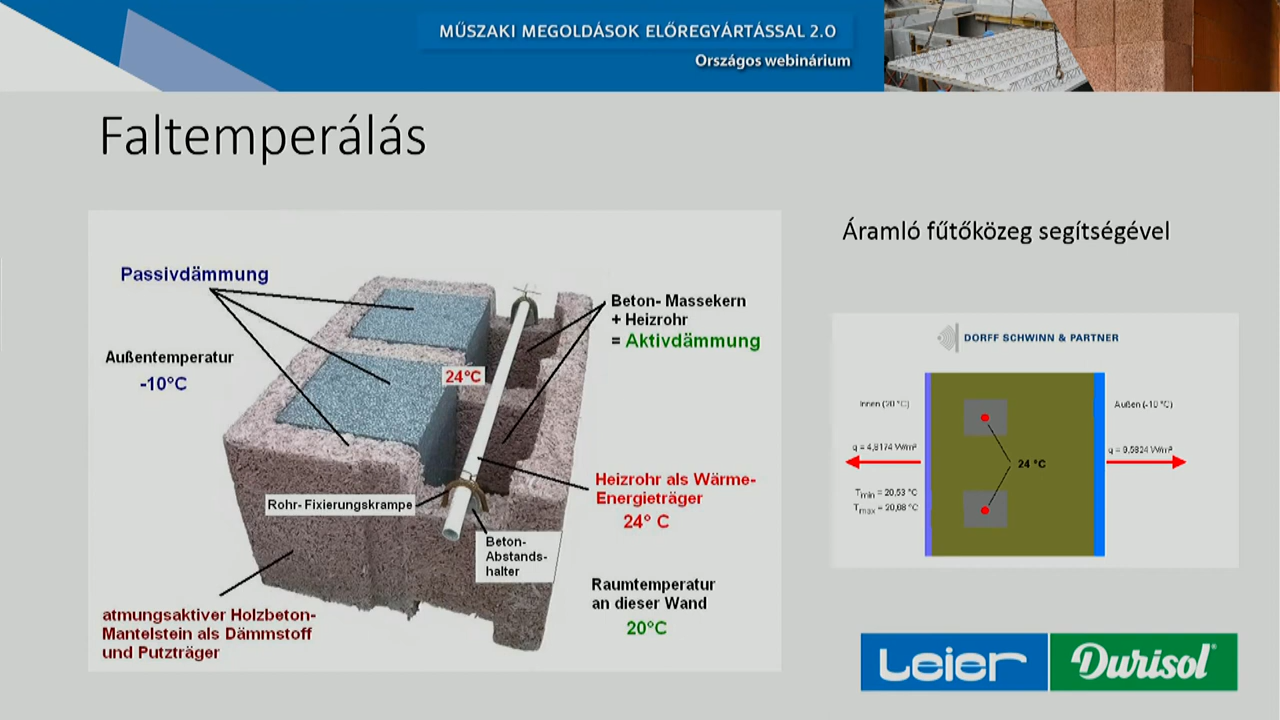 MŰSZAKI MEGOLDÁSOK ELŐREGYÁRTÁSSAL 2.0
Országos webinárium
Faltemperálás
Áramló fűtőközeg segítségével
Passivdämmung
Außentemperatur
-10°C
24°C
Beton- Massekern
+ Heizrohr
= Aktivdämmung
Rohr- Fixierungskrampe
Heizrohr als Wärme-
Energieträger
24° C
Beton-
Abstands-
halter
Raumtemperatur
an dieser Wand
20°C
atmungsaktiver Holzbeton-
Mantelstein als Dämmstoff
und Putzträger
DORFF SCHWINN & PARTNER
Innen (20 °C)
Außen (-10 °C)
q = 4,8174 W/m²
q = 9,5824 W/m²
24 °C
Tmin = 20,53 °C
Tmax = 20,68 °C
Leier
Durisol